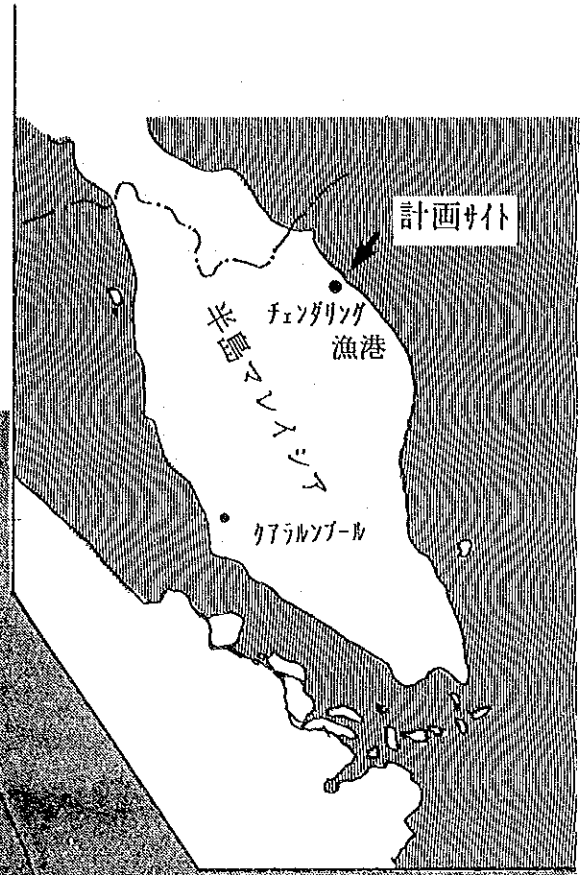 計画サイト
チェンダリング
漁港
半島マレイシア
クアラルンプール